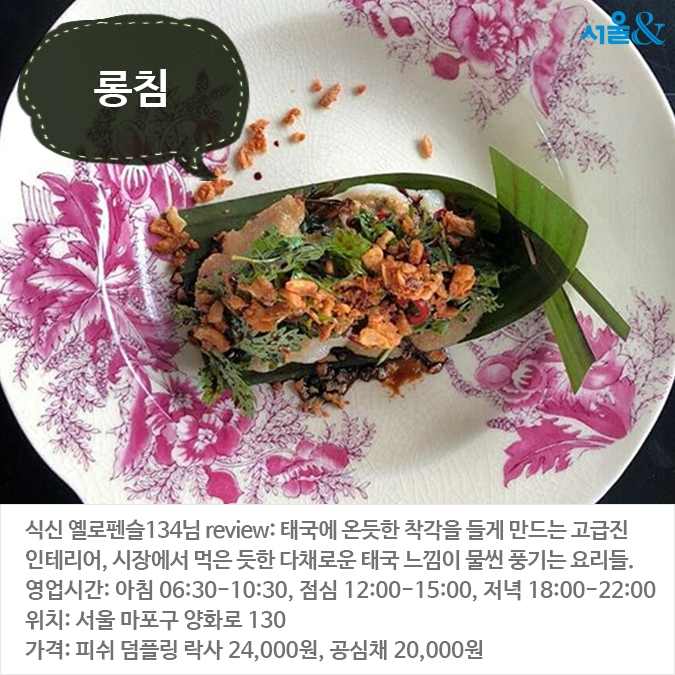 서울&
롱침
식신 옐로펜슬134님 review: 태국에 온듯한 착각을 들게 만드는 고급진
인테리어, 시장에서 먹은 듯한 다채로운 태국 느낌이 물씬 풍기는 요리들.
영업시간: 아침 06:30-10:30, 점심 12:00-15:00, 저녁 18:00-22:00
위치: 서울 마포구 양화로 130
가격: 피쉬 덤플링 락사 24,000원, 공심채 20,000원